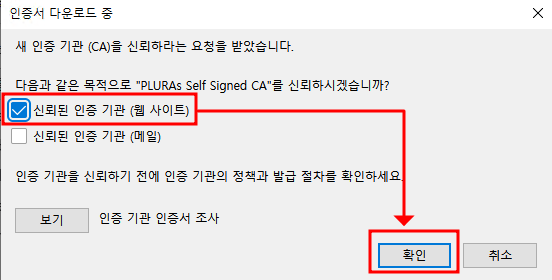 인증서 다운로드 중
새 인증 기관 (CA)을 신뢰하라는 요청을 받았습니다.
다음과 같은 목적으로 "PLURAs Self Signed CA"를 신뢰하시겠습니까?
신뢰된 인증 기관 (웹 사이트)
신뢰된 인증 기관 (메일)
인증 기관을 신뢰하기 전에 인증 기관의 정책과 발급 절차를 확인하세요.
보기 인증 기관 인증서 조사
확인 취소